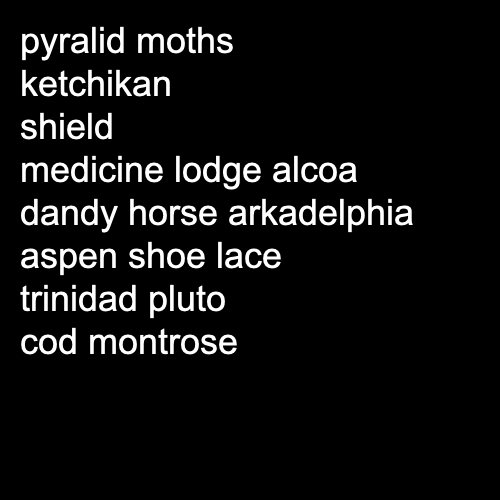 pyralid moths
ketchikan
shield
medicine lodge alcoa
dandy horse arkadelphia
aspen shoe lace
trinidad pluto
cod montrose